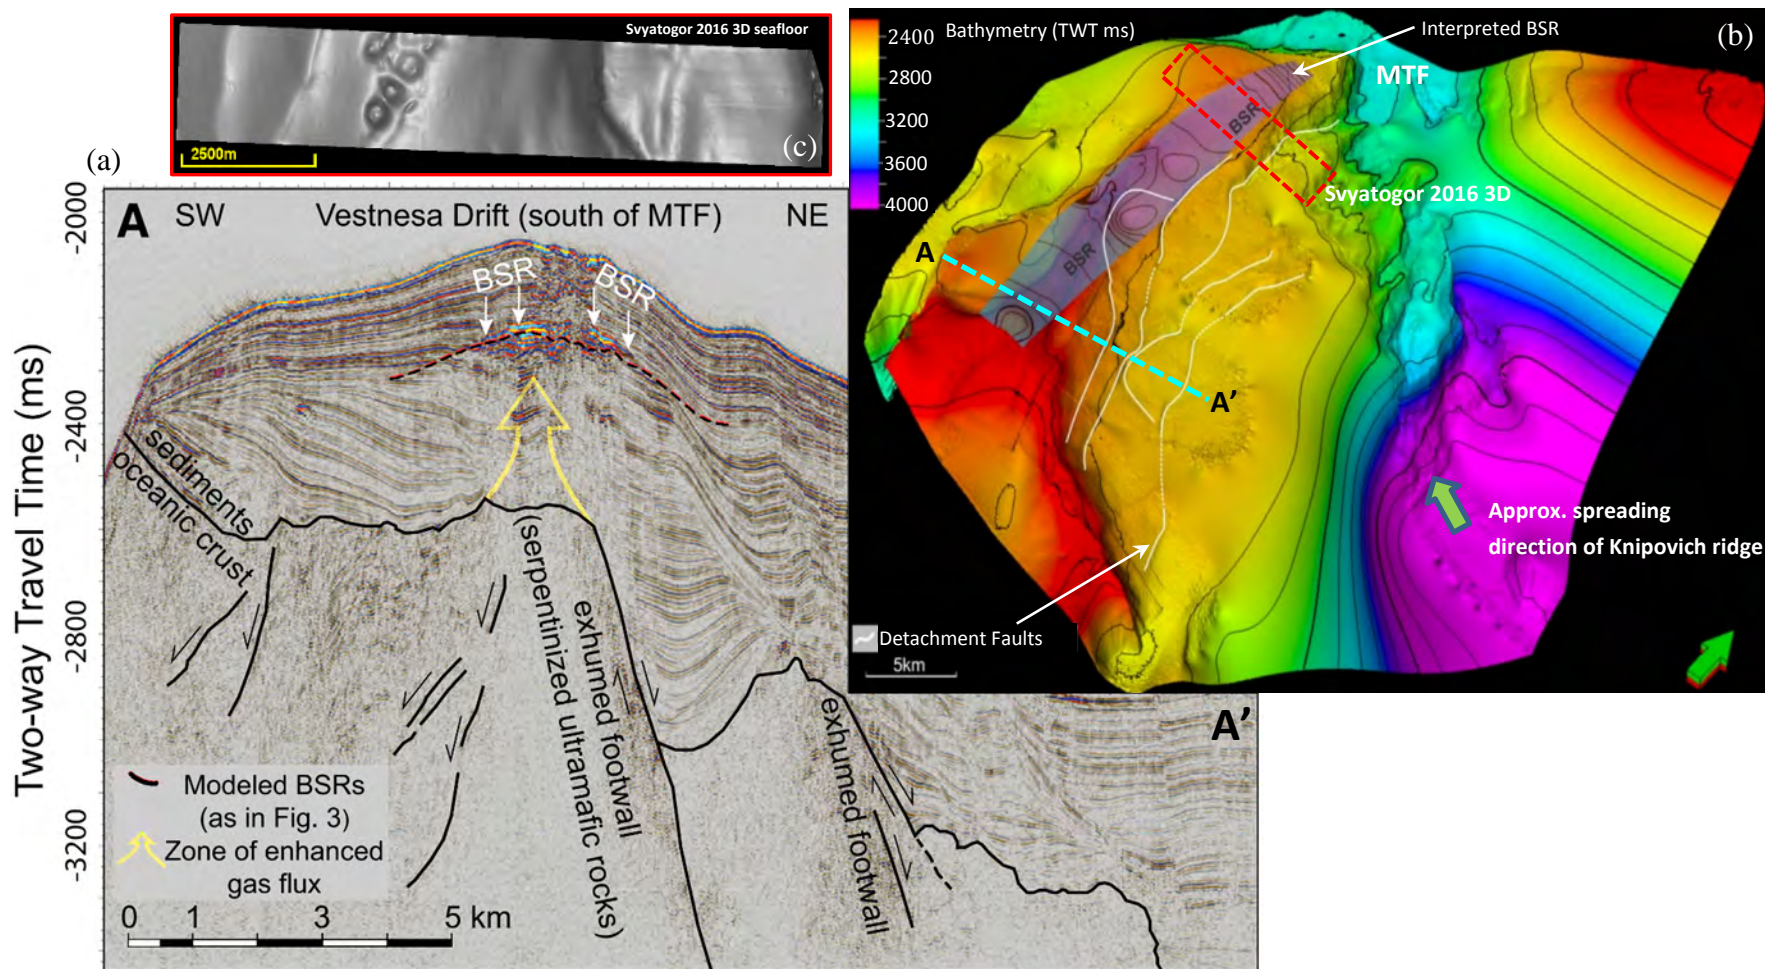 (a)
Svyatogor 2016 3D seafloor
2500m
(c)
A
SW
Vestnesa Drift (south of MTF)
NE
BSR
BSR
Two-way Travel Time (ms)
-2000
-2400
-2800
-3200
sediments
oceanic crust
exhumed footwall
(serpentinized ultramafic rocks)
exhumed footwall
A'
Modeled BSRs
(as in Fig. 3)
Zone of enhanced
gas flux
0 1 3 5 km
(b)
Bathymetry (TWT ms)
2400
2800
3200
3600
4000
Interpreted BSR
MTF
BSR
BSR
Svyatogor 2016 3D
A
A’
Approx. spreading
direction of Knipovich ridge
Detachment Faults
5km